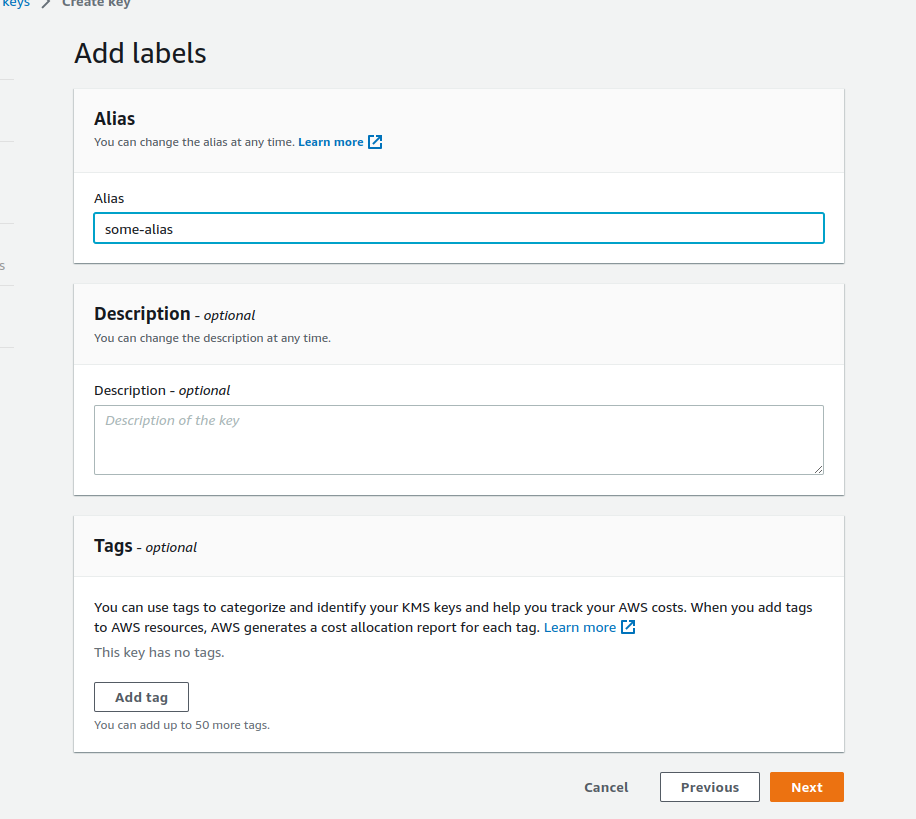 keys > Create key
Add labels
Alias
You can change the alias at any time. Learn more
Alias
some-alias
Description - optional
You can change the description at any time.
Description - optional
Description of the key
Tags - optional
You can use tags to categorize and identify your KMS keys and help you track your AWS costs. When you add tags
to AWS resources, AWS generates a cost allocation report for each tag. Learn more
This key has no tags.
Add tag
You can add up to 50 more tags.
Cancel Previous Next